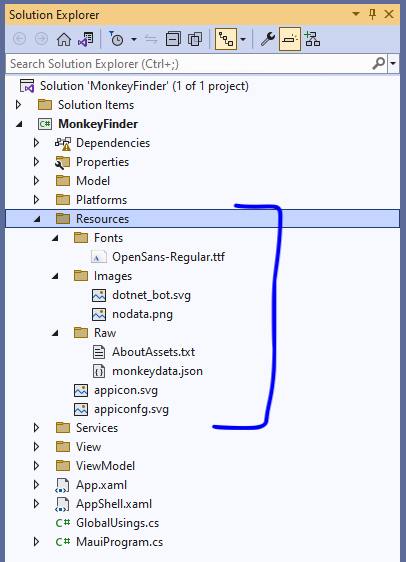 Solution Explorer
Search Solution Explorer (Ctrl+;)
Solution 'MonkeyFinder' (1 of 1 project)
Solution Items
C# MonkeyFinder
Dependencies
Properties
Model
Platforms
Resources
Fonts
OpenSans-Regular.ttf
Images
dotnet_bot.svg
nodata.png
Raw
AboutAssets.txt
monkeydata.json
appicon.svg
appiconfg.svg
Services
View
ViewModel
App.xaml
AppShell.xaml
C# GlobalUsings.cs
C# MauiProgram.cs